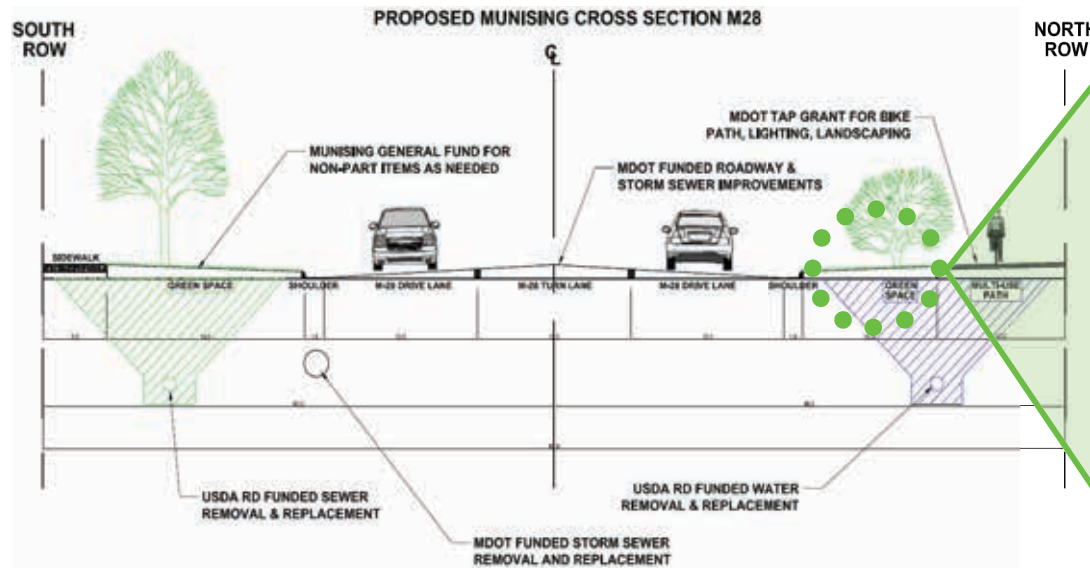 PROPOSED MUNISING CROSS SECTION M28
SOUTH
ROW
NORTH
ROW
MDOT TAP GRANT FOR BIKE
PATH, LIGHTING, LANDSCAPING
MUNISING GENERAL FUND FOR
NON-PART ITEMS AS NEEDED
MDOT FUNDED ROADWAY &
STORM SEWER IMPROVEMENTS
SIDEWALK
GREEN SPACE
SHOULDER
M-28 DRIVE LANE
M-28 TURN LANE
M-28 DRIVE LANE
SHOULDER
GREEN
SPACE
MULTI-USE
PATH
USDA RD FUNDED SEWER
REMOVAL & REPLACEMENT
USDA RD FUNDED WATER
REMOVAL & REPLACEMENT
MDOT FUNDED STORM SEWER
REMOVAL AND REPLACEMENT